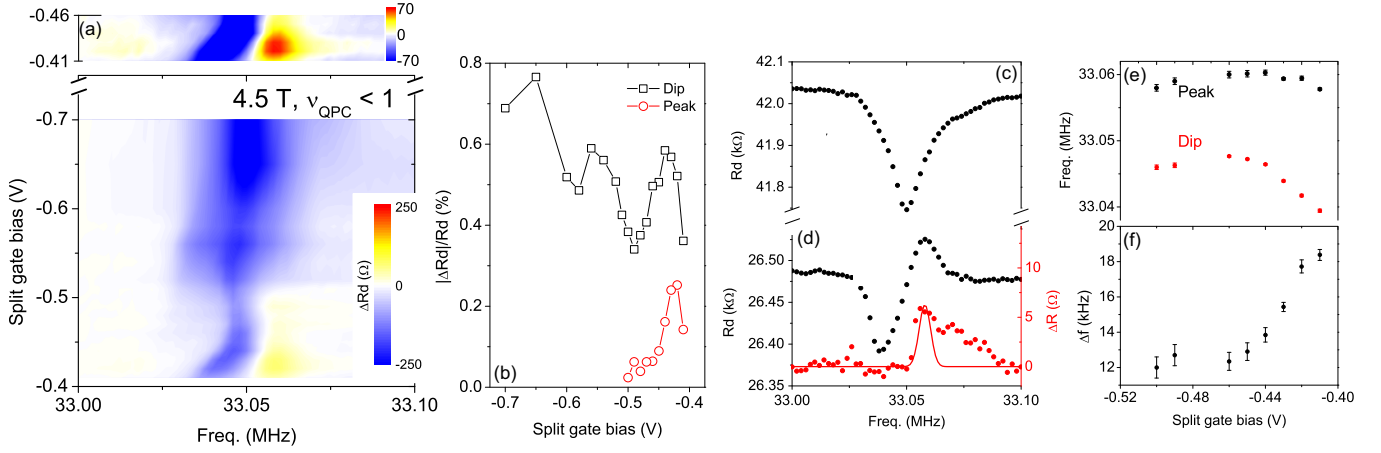 (a)
-0.46
-0.41
70
0
-70
4.5 T, νQPC < 1
-0.7
-0.6
-0.5
-0.4
Split gate bias (V)
250
0
-250
ΔRd (Ω)
33.00
33.05
33.10
Freq. (MHz)
0.8
0.6
0.4
0.2
0.0
|ΔRd|/Rd (%)
Dip
Peak
(b)
-0.7
-0.6
-0.5
-0.4
Split gate bias (V)
42.1
42.0
41.9
41.8
Rd (kΩ)
(c)
(d)
26.50
26.45
26.40
26.35
Rd (kΩ)
10
5
0
ΔR (Ω)
33.00
33.05
33.10
Freq. (MHz)
(e)
33.06
33.05
33.04
Freq. (MHz)
Peak
Dip
(f)
20
18
16
14
12
Δf (kHz)
-0.52
-0.48
-0.44
-0.40
Split gate bias (V)